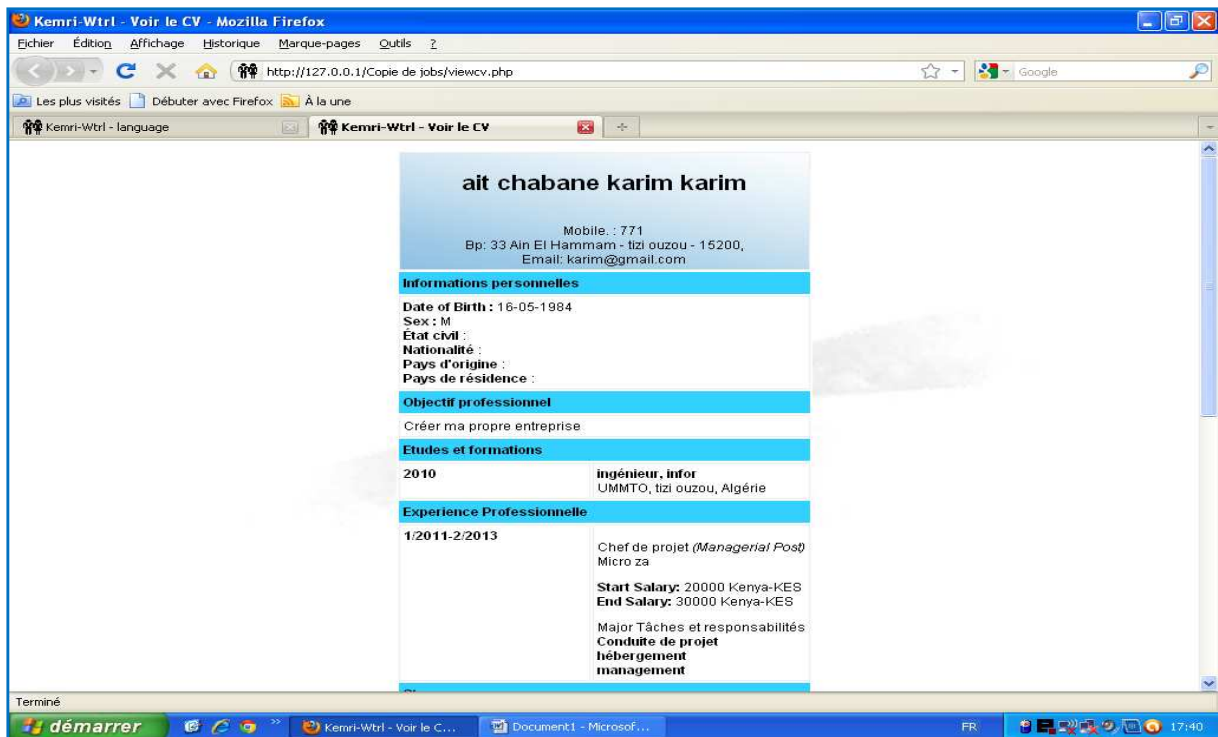 Kemri-Wtrl - Voir le CV - Mozilla Firefox
Fichier Édition Affichage Historique Marque-pages Outils ?
http://127.0.0.1/Copie de jobs/viewcv.php
Google
Les plus visités Débuter avec Firefox À la une
Kemri-Wtrl - language Kemri-Wtrl - Voir le CV
ait chabane karim karim
Mobile. : 771
Bp: 33 Ain El Hammam - tizi ouzou - 15200,
Email: karim@gmail.com
Informations personnelles
Date of Birth : 16-05-1984
Sex : M
État civil :
Nationalité :
Pays d'origine :
Pays de résidence :
Objectif professionnel
Créer ma propre entreprise
Etudes et formations
2010 ingénieur, infor
UMMTO, tizi ouzou, Algérie
Experience Professionnelle
1/2011-2/2013
Chef de projet (Managerial Post)
Micro za
Start Salary: 20000 Kenya-KES
End Salary: 30000 Kenya-KES
Major Tâches et responsabilités
Conduite de projet
hébergement
management
Terminé
démarrer Kemri-Wtrl - Voir le C... Document1 - Microsof... FR 17:40